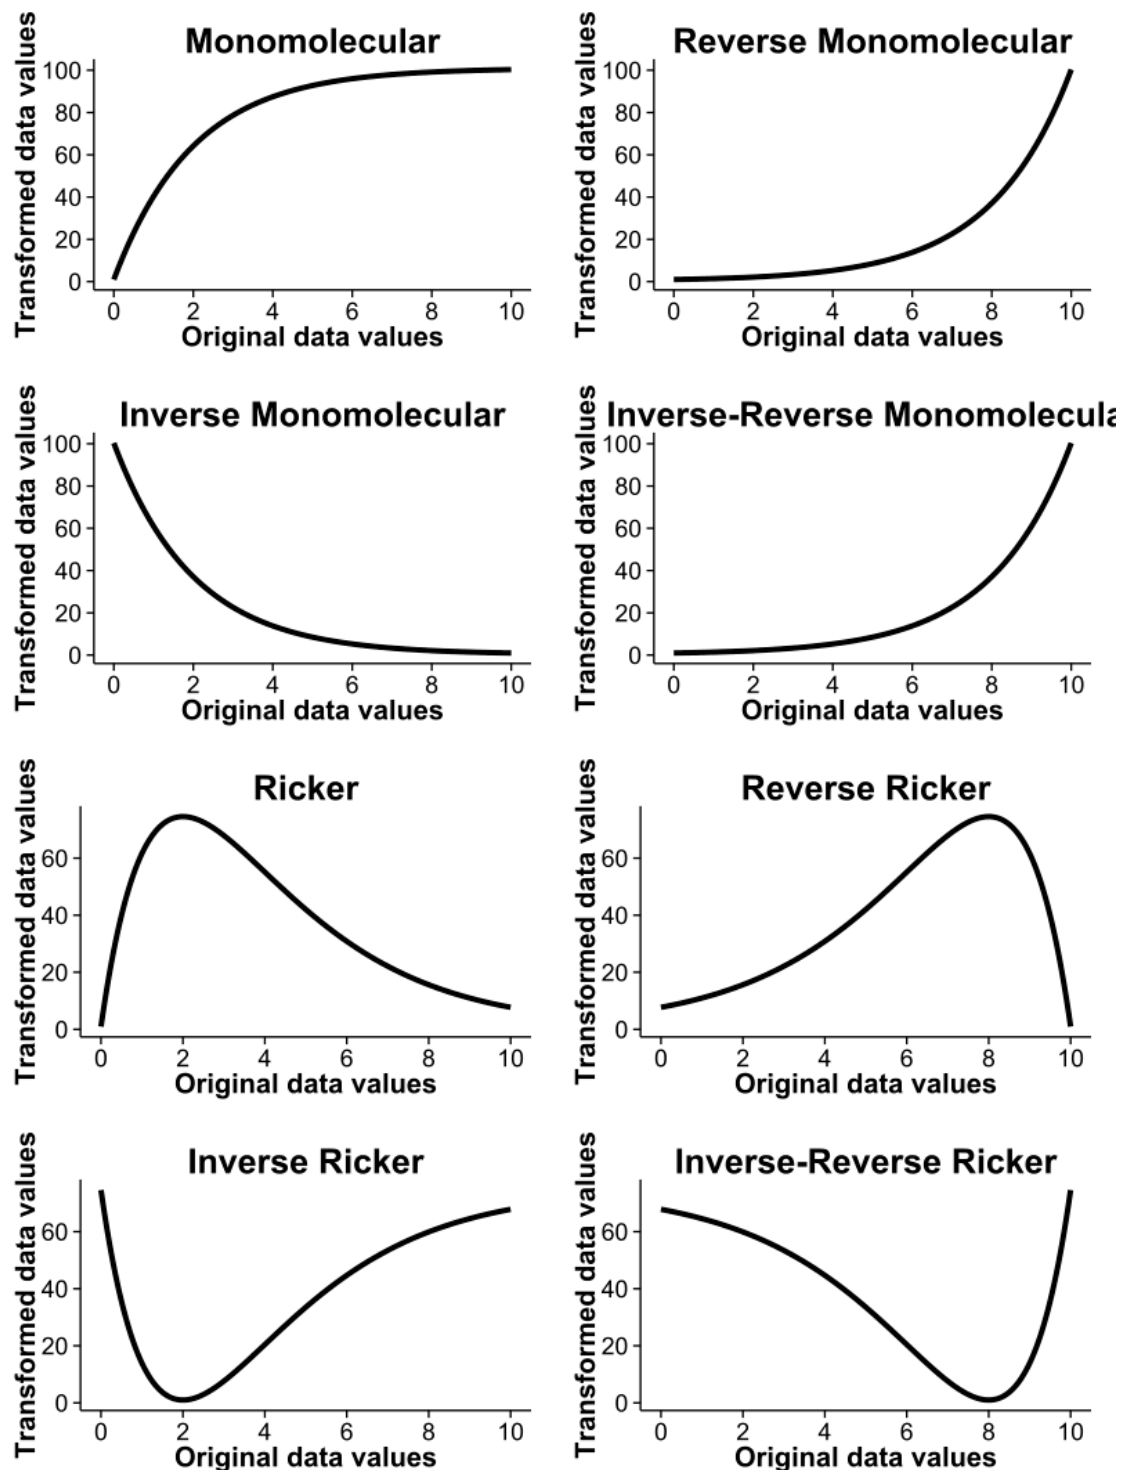 Monomolecular
Transformed data values
100
80
60
40
20
0
0 2 4 6 8 10
Original data values
Reverse Monomolecular
Transformed data values
100
80
60
40
20
0
0 2 4 6 8 10
Original data values
Inverse Monomolecular
Transformed data values
100
80
60
40
20
0
0 2 4 6 8 10
Original data values
Inverse-Reverse Monomolecula
Transformed data values
100
80
60
40
20
0
0 2 4 6 8 10
Original data values
Ricker
Transformed data values
60
40
20
0
0 2 4 6 8 10
Original data values
Reverse Ricker
Transformed data values
60
40
20
0
0 2 4 6 8 10
Original data values
Inverse Ricker
Transformed data values
60
40
20
0
0 2 4 6 8 10
Original data values
Inverse-Reverse Ricker
Transformed data values
60
40
20
0
0 2 4 6 8 10
Original data values